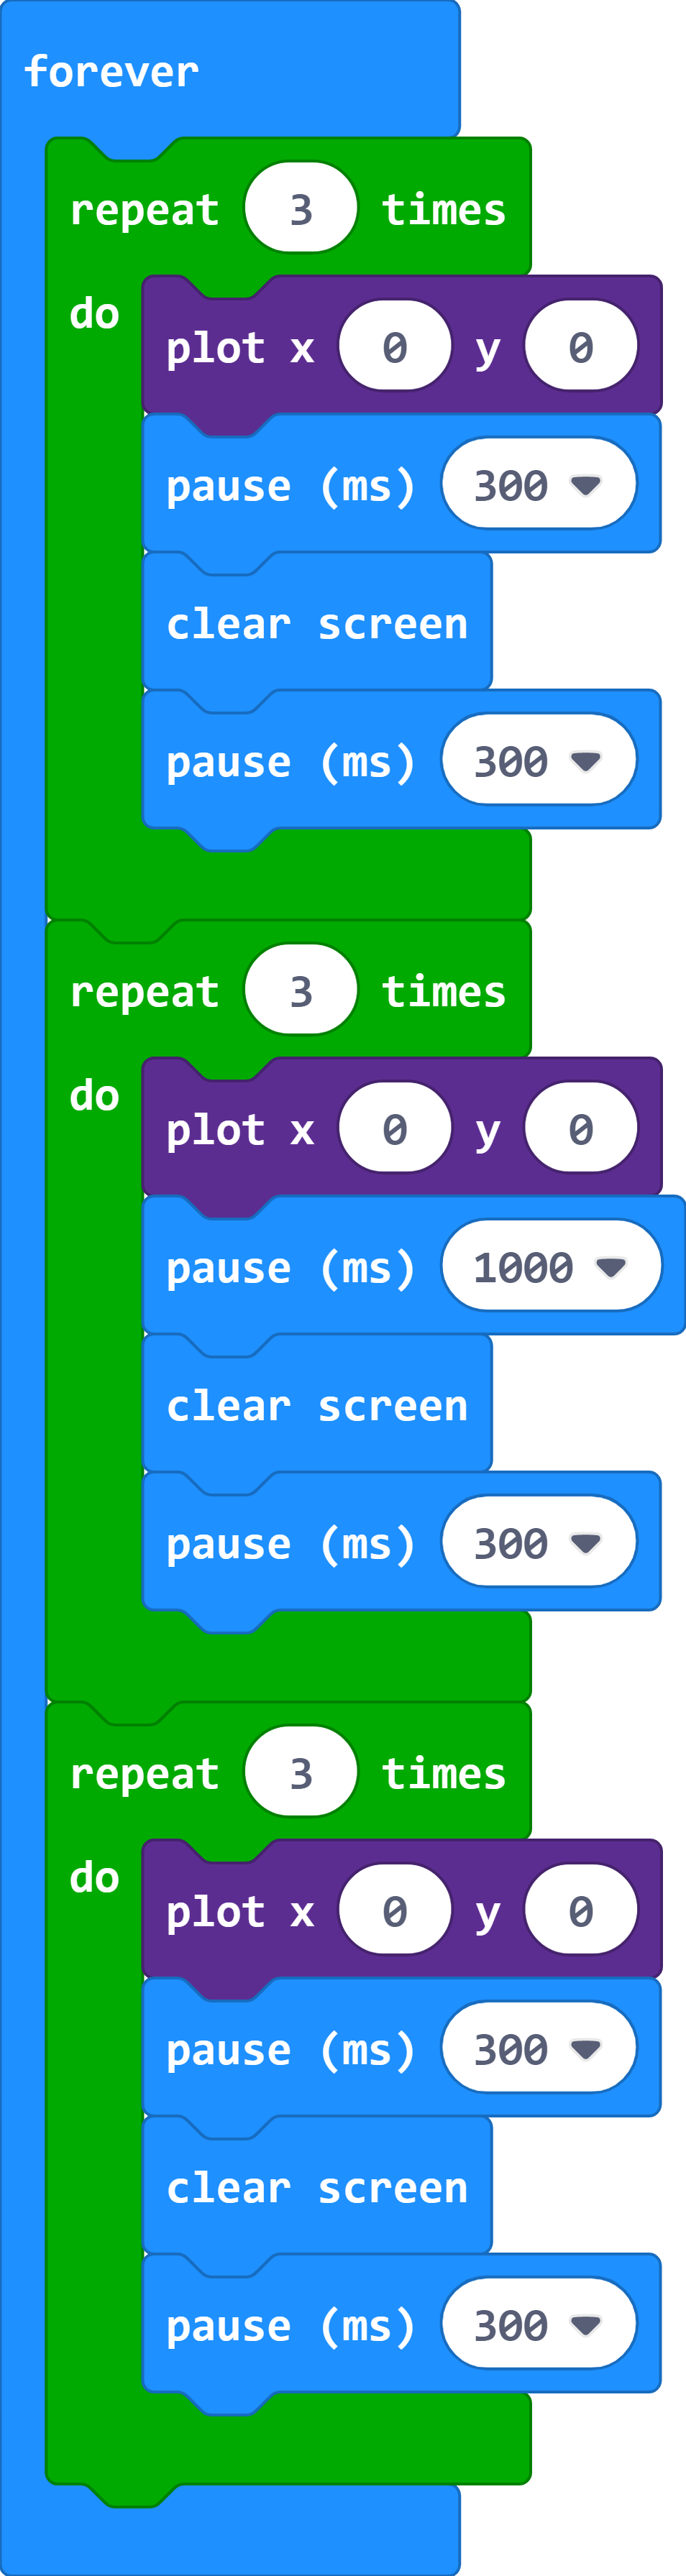 forever
repeat 3 times
do
plot x 0 y 0
pause (ms) 300
clear screen
pause (ms) 300
repeat 3 times
do
plot x 0 y 0
pause (ms) 1000
clear screen
pause (ms) 300
repeat 3 times
do
plot x 0 y 0
pause (ms) 300
clear screen
pause (ms) 300